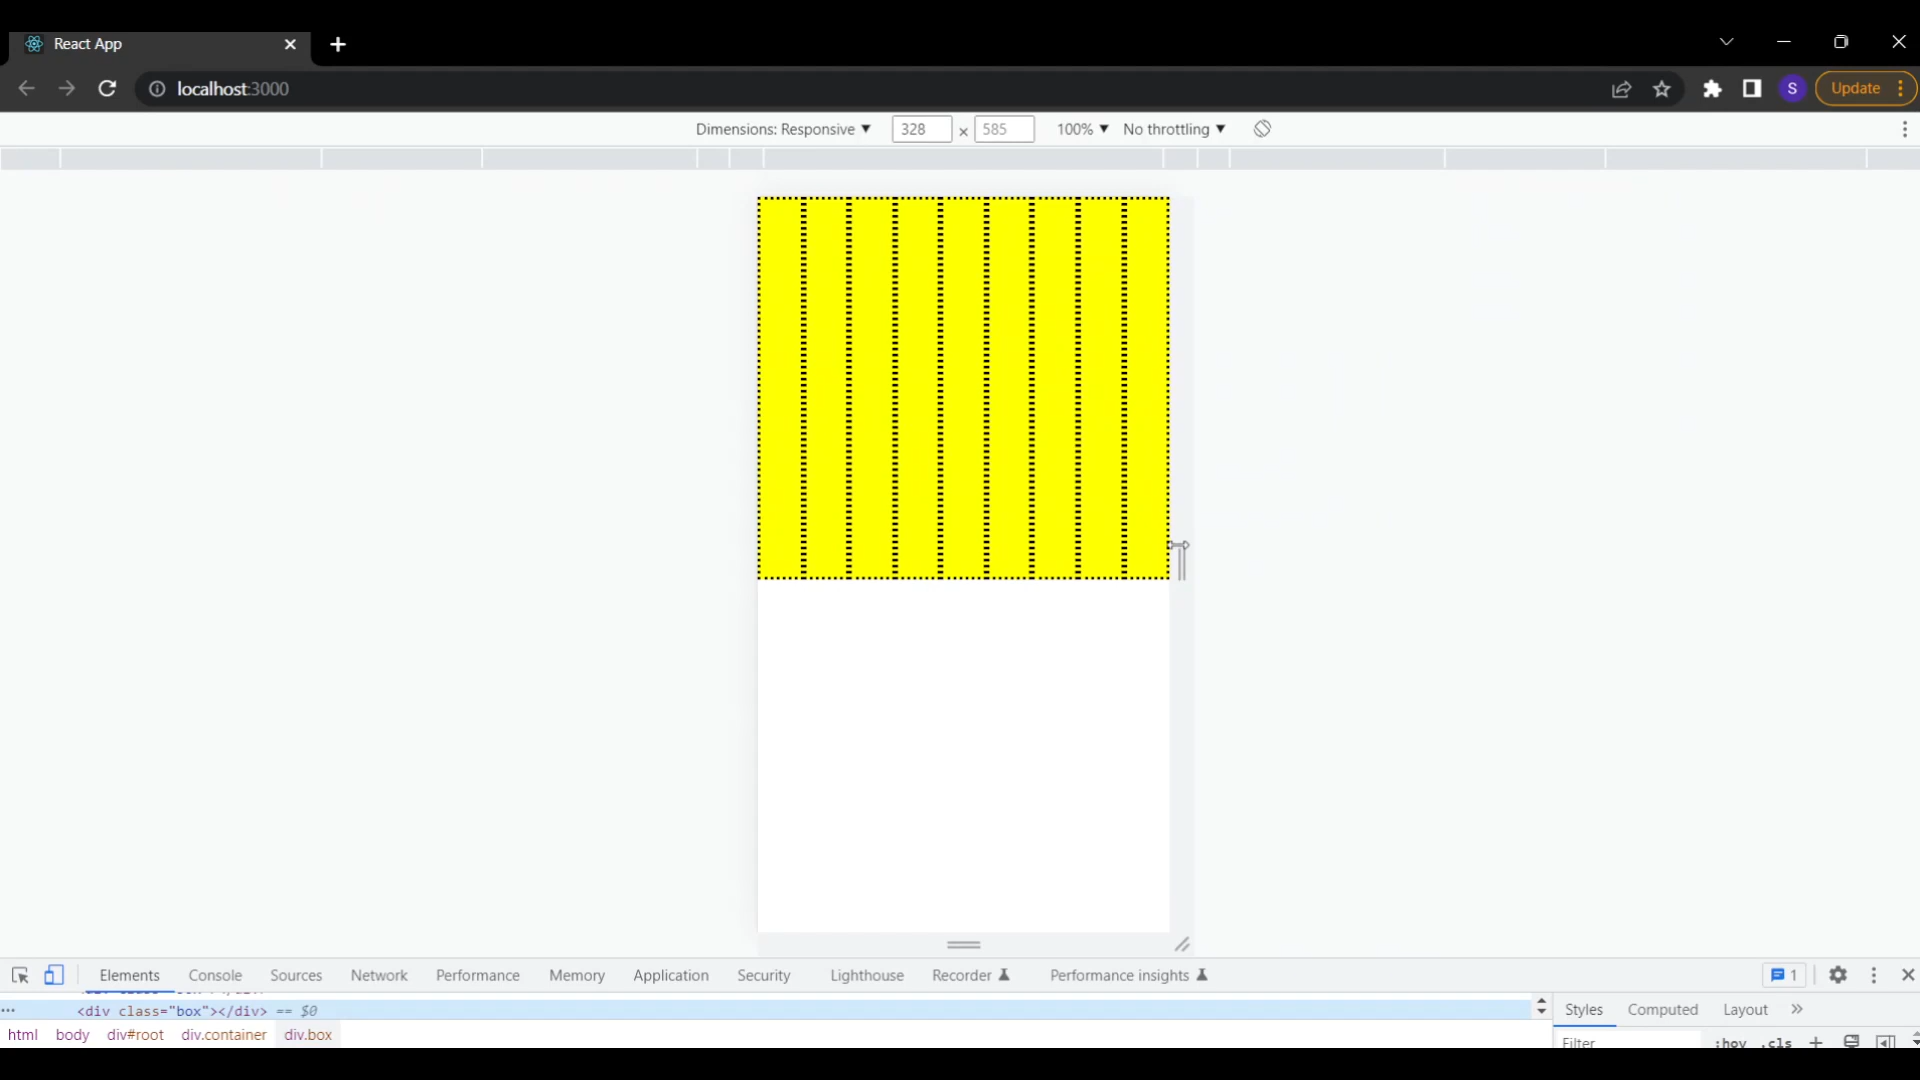 React App
localhost:3000
S
Update
Dimensions: Responsive
328 × 585
100%
No throttling
Elements
Console
Sources
Network
Performance
Memory
Application
Security
Lighthouse
Recorder
Performance insights
1
<div class="box"></div> == $0
Styles
Computed
Layout
html
body
div#root
div.container
div.box
Filter
:hov
.cls